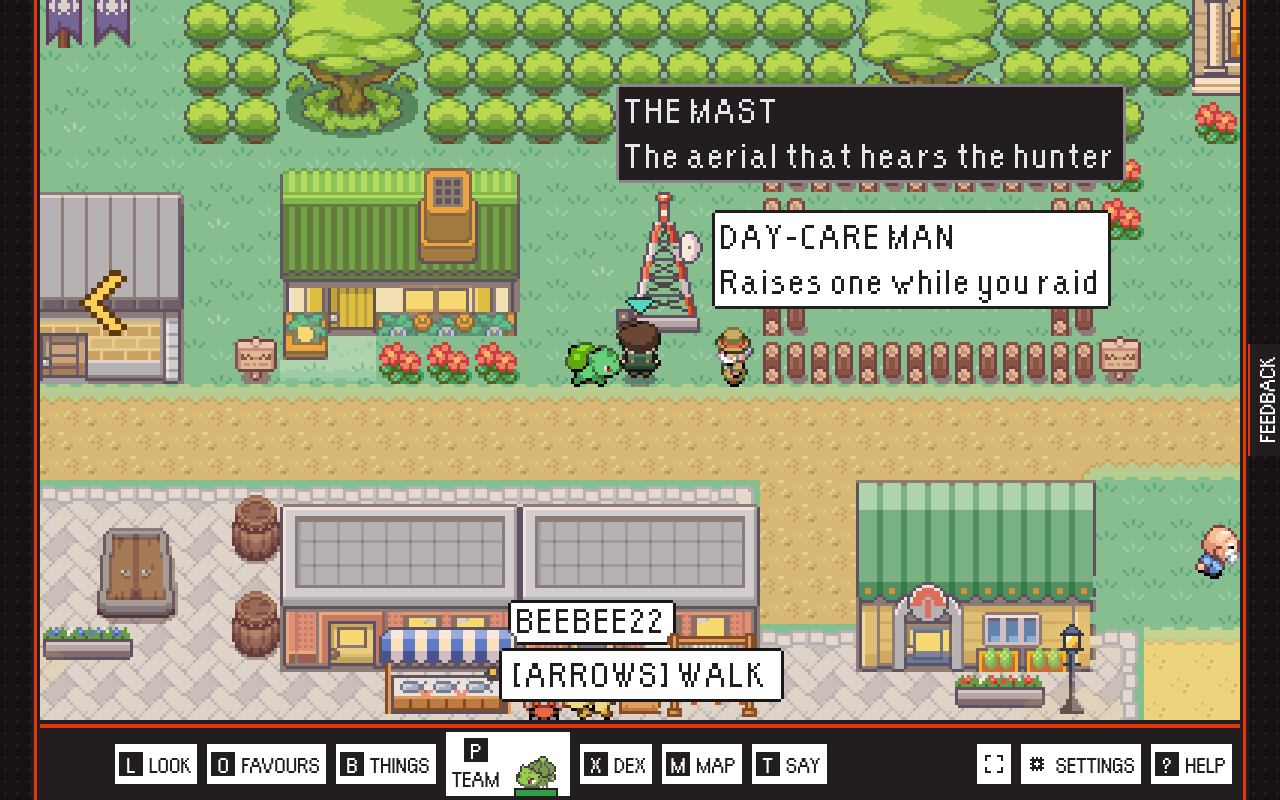 THE MAST
The aerial that hears the hunter
DAY-CARE MAN
Raises one while you raid
FEEDBACK
BEEBEE22
[ARROWS] WALK
L LOOK
O FAVOURS
B THINGS
P TEAM
X DEX
M MAP
T SAY
SETTINGS
? HELP